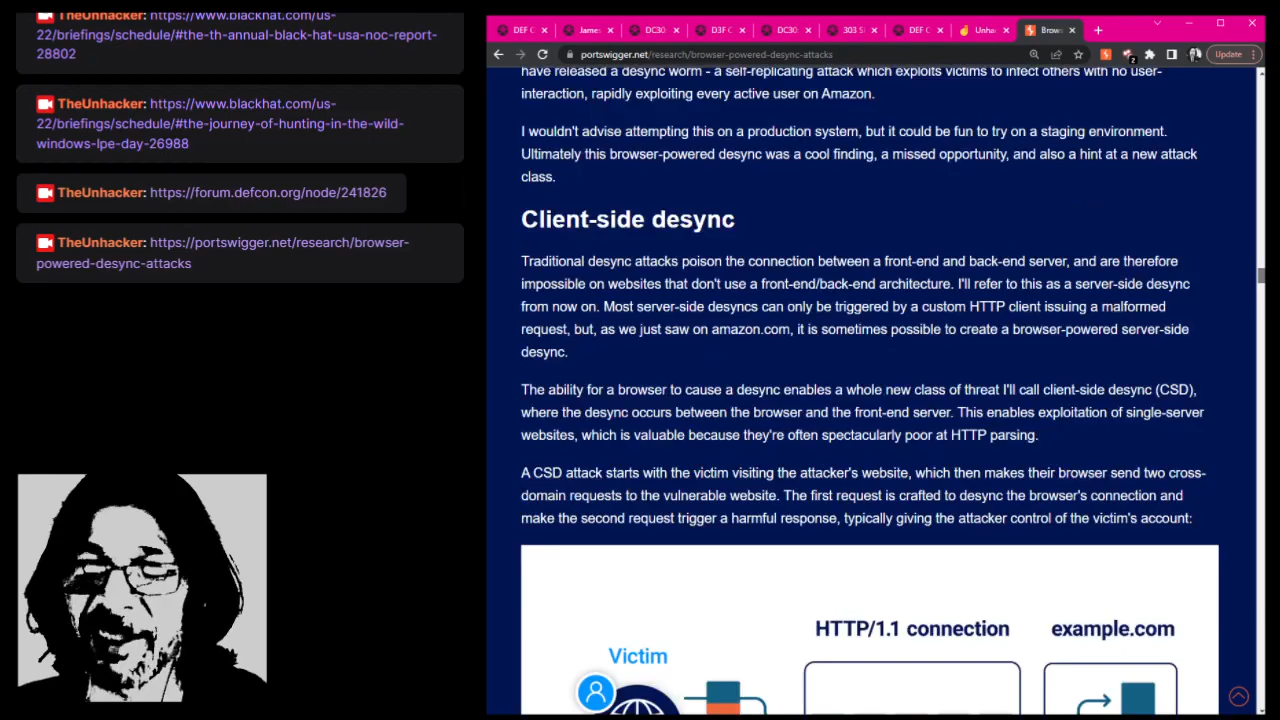 https://www.blackhat.com/us-
22/briefings/schedule/#the-th-annual-black-hat-usa-noc-report-
28802
TheUnhacker: https://www.blackhat.com/us-
22/briefings/schedule/#the-journey-of-hunting-in-the-wild-
windows-lpe-day-26988
TheUnhacker: https://forum.defcon.org/node/241826
TheUnhacker: https://portswigger.net/research/browser-
powered-desync-attacks
DEF C
James
DC30
D3F C
DC30
303 S
DEF C
Unha
Brow
portswigger.net/research/browser-powered-desync-attacks
2
Update
have released a desync worm - a self-replicating attack which exploits victims to infect others with no user-
interaction, rapidly exploiting every active user on Amazon.
I wouldn't advise attempting this on a production system, but it could be fun to try on a staging environment.
Ultimately this browser-powered desync was a cool finding, a missed opportunity, and also a hint at a new attack
class.
Client-side desync
Traditional desync attacks poison the connection between a front-end and back-end server, and are therefore
impossible on websites that don't use a front-end/back-end architecture. I'll refer to this as a server-side desync
from now on. Most server-side desyncs can only be triggered by a custom HTTP client issuing a malformed
request, but, as we just saw on amazon.com, it is sometimes possible to create a browser-powered server-side
desync.
The ability for a browser to cause a desync enables a whole new class of threat I'll call client-side desync (CSD),
where the desync occurs between the browser and the front-end server. This enables exploitation of single-server
websites, which is valuable because they're often spectacularly poor at HTTP parsing.
A CSD attack starts with the victim visiting the attacker's website, which then makes their browser send two cross-
domain requests to the vulnerable website. The first request is crafted to desync the browser's connection and
make the second request trigger a harmful response, typically giving the attacker control of the victim's account:
HTTP/1.1 connection
example.com
Victim